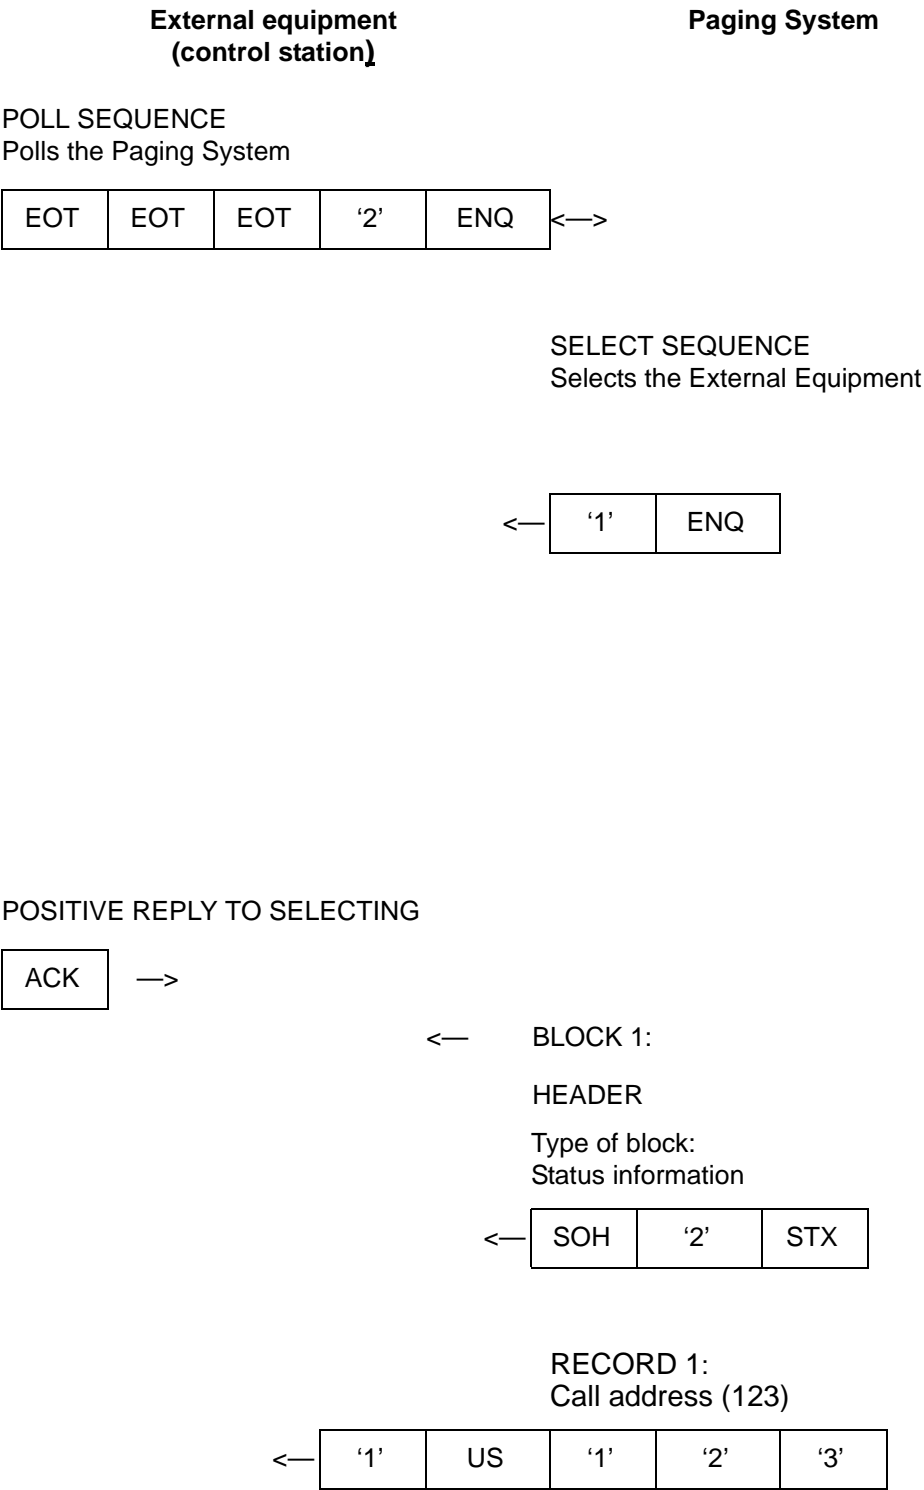 External equipment
(control station)
Paging System
POLL SEQUENCE
Polls the Paging System
EOT EOT EOT ‘2’ ENQ <—>
SELECT SEQUENCE
Selects the External Equipment
<— ‘1’ ENQ
POSITIVE REPLY TO SELECTING
ACK —>
<— BLOCK 1:
HEADER
Type of block:
Status information
<— SOH ‘2’ STX
RECORD 1:
Call address (123)
<— ‘1’ US ‘1’ ‘2’ ‘3’